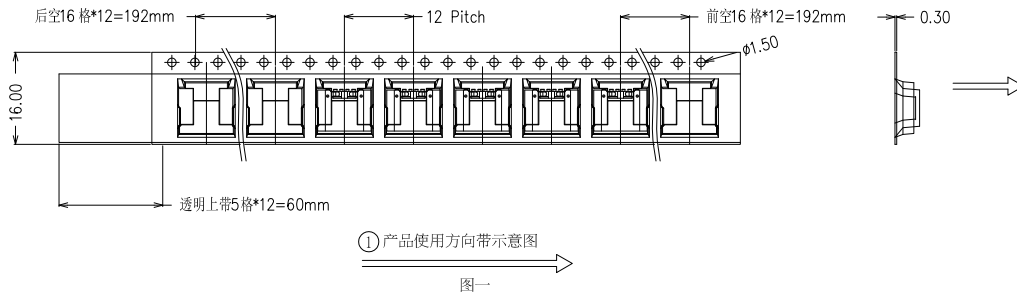 后空16格*12=192mm
12 Pitch
前空16格*12=192mm
0.30
ø1.50
16.00
透明上带5格*12=60mm
① 产品使用方向带示意图
图一